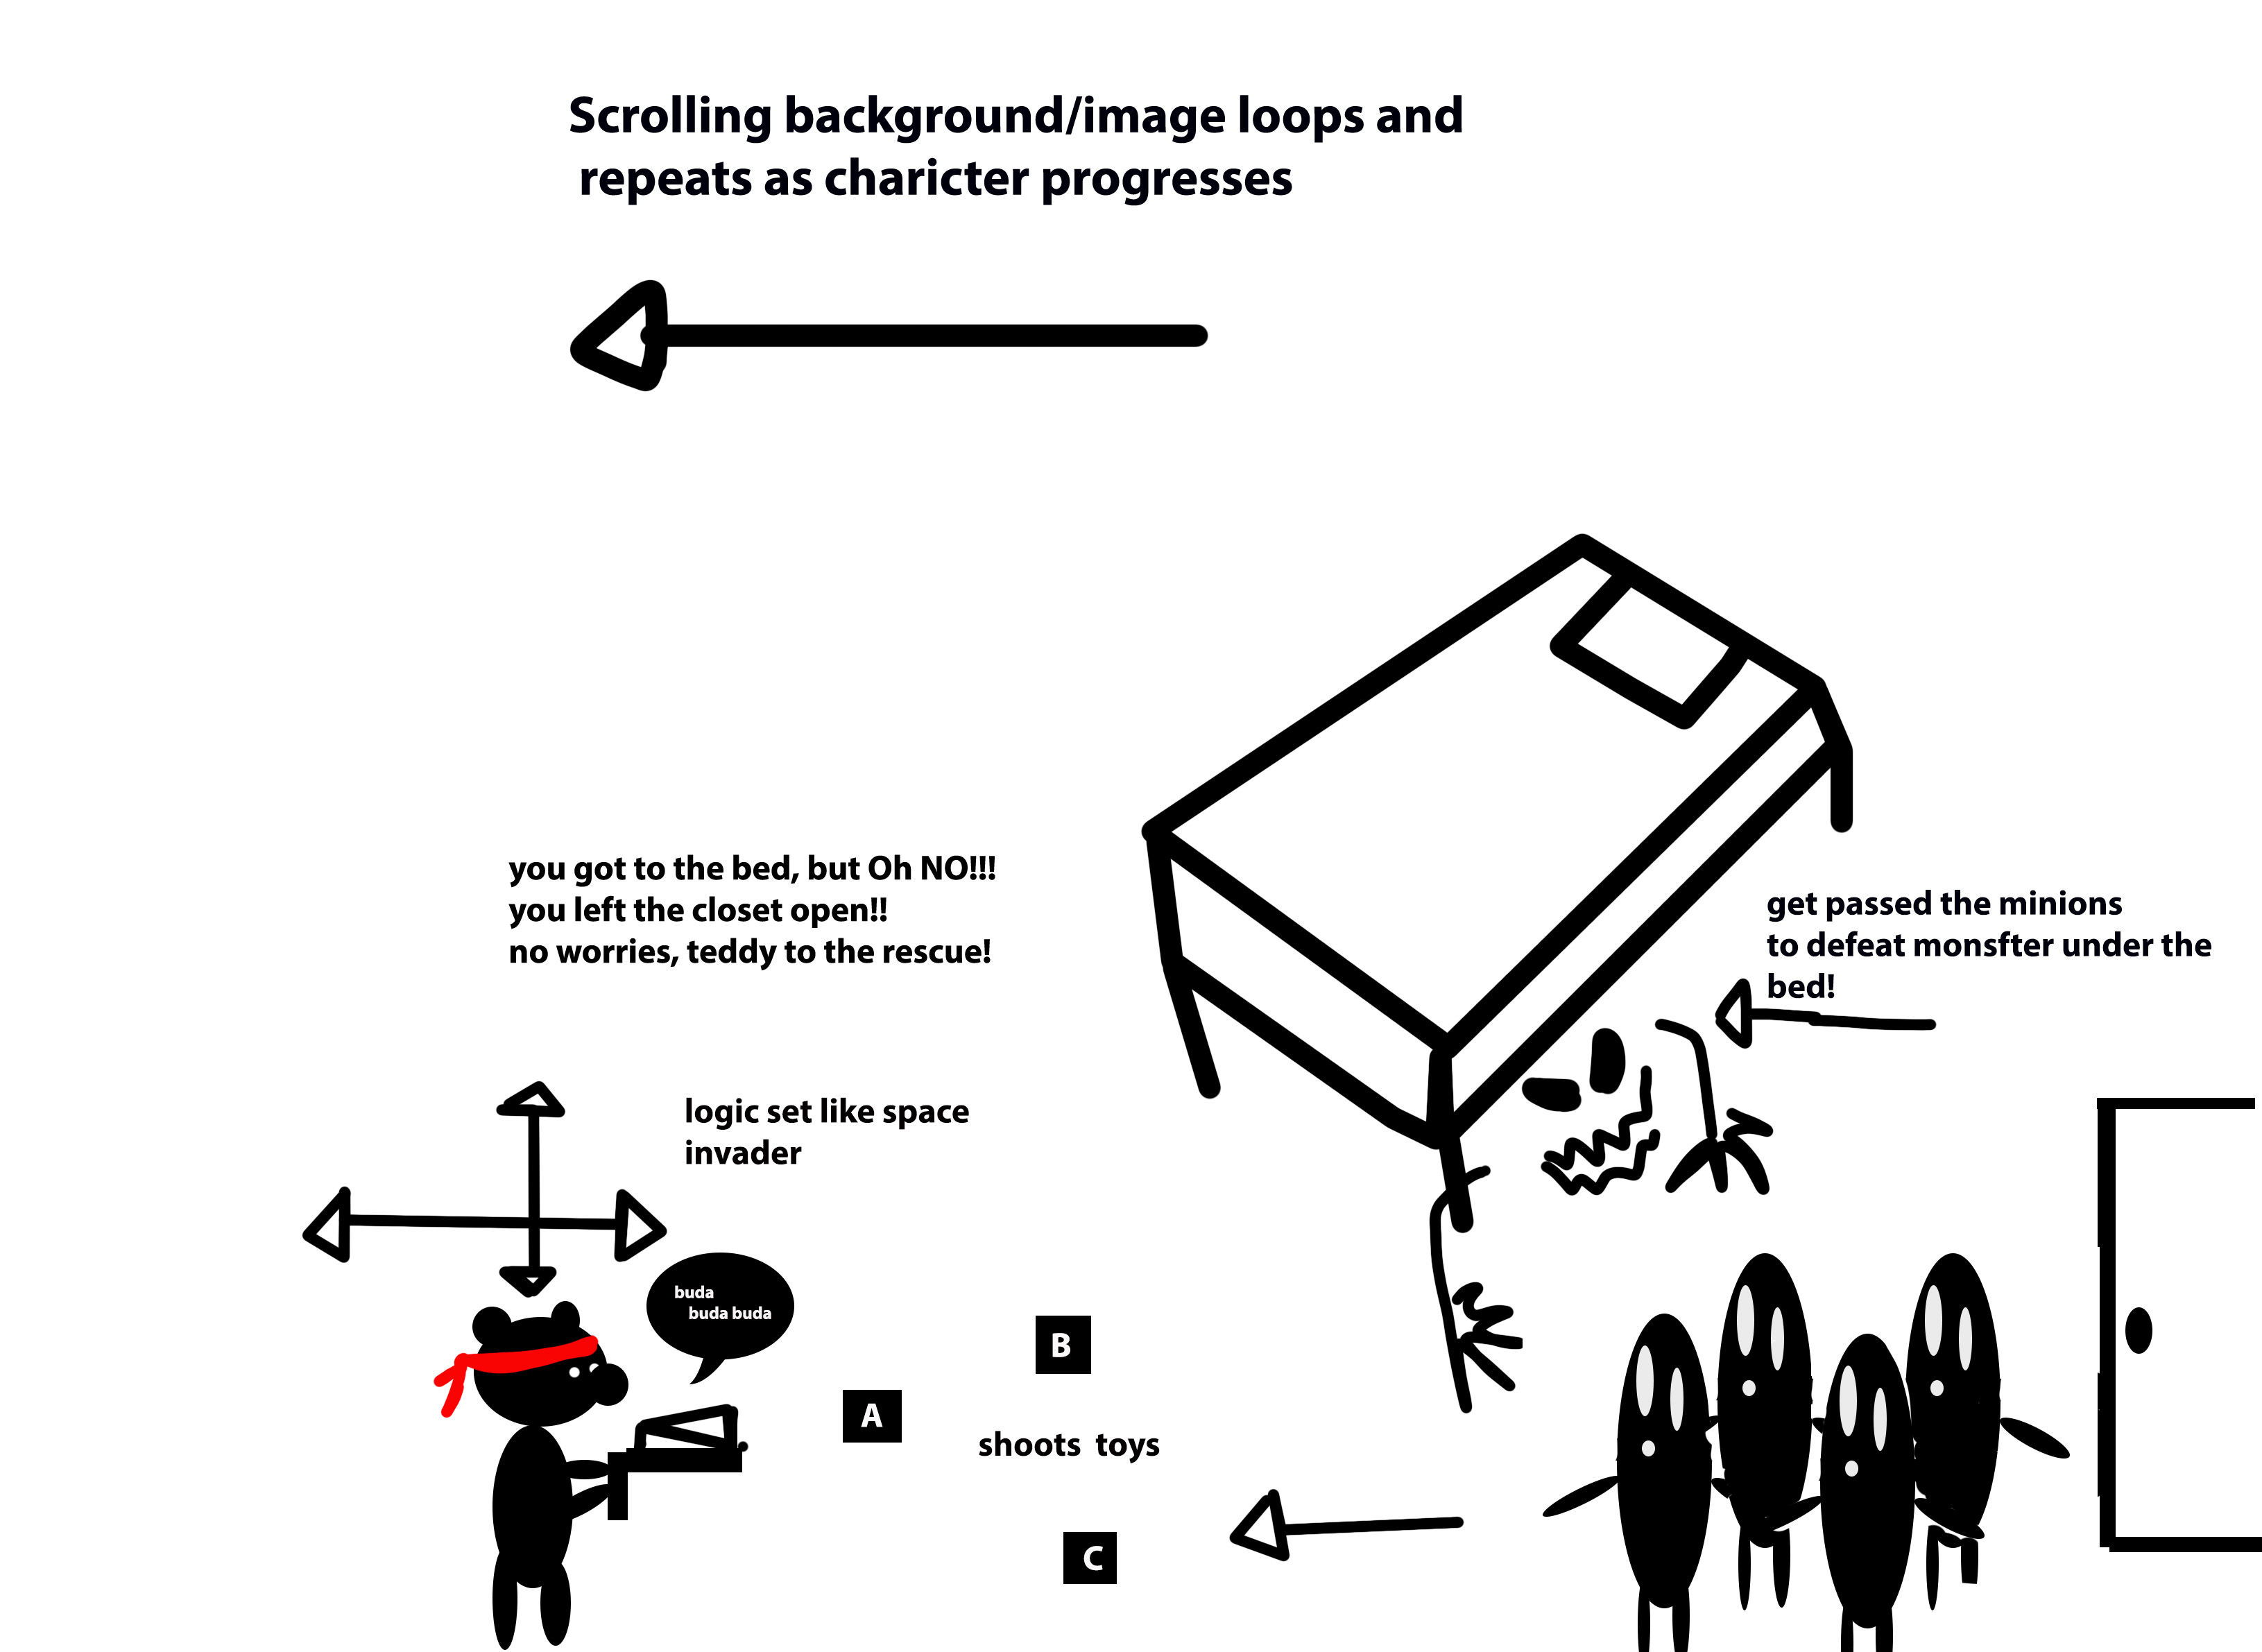 Scrolling background/image loops and
repeats as charicter progresses
you got to the bed, but Oh NO!!!
you left the closet open!!
no worries, teddy to the rescue!
get passed the minions
to defeat monsfter under the
bed!
logic set like space
invader
buda
buda buda
B
A
shoots toys
C